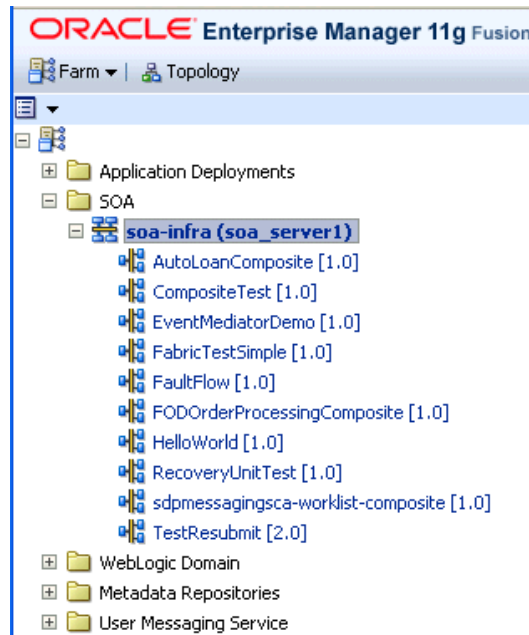 ORACLE Enterprise Manager 11g Fusion
Farm | Topology
Application Deployments
SOA
soa-infra (soa_server1)
AutoLoanComposite [1.0]
CompositeTest [1.0]
EventMediatorDemo [1.0]
FabricTestSimple [1.0]
FaultFlow [1.0]
FODOrderProcessingComposite [1.0]
HelloWorld [1.0]
RecoveryUnitTest [1.0]
sdpmessagingsca-worklist-composite [1.0]
TestResubmit [2.0]
WebLogic Domain
Metadata Repositories
User Messaging Service